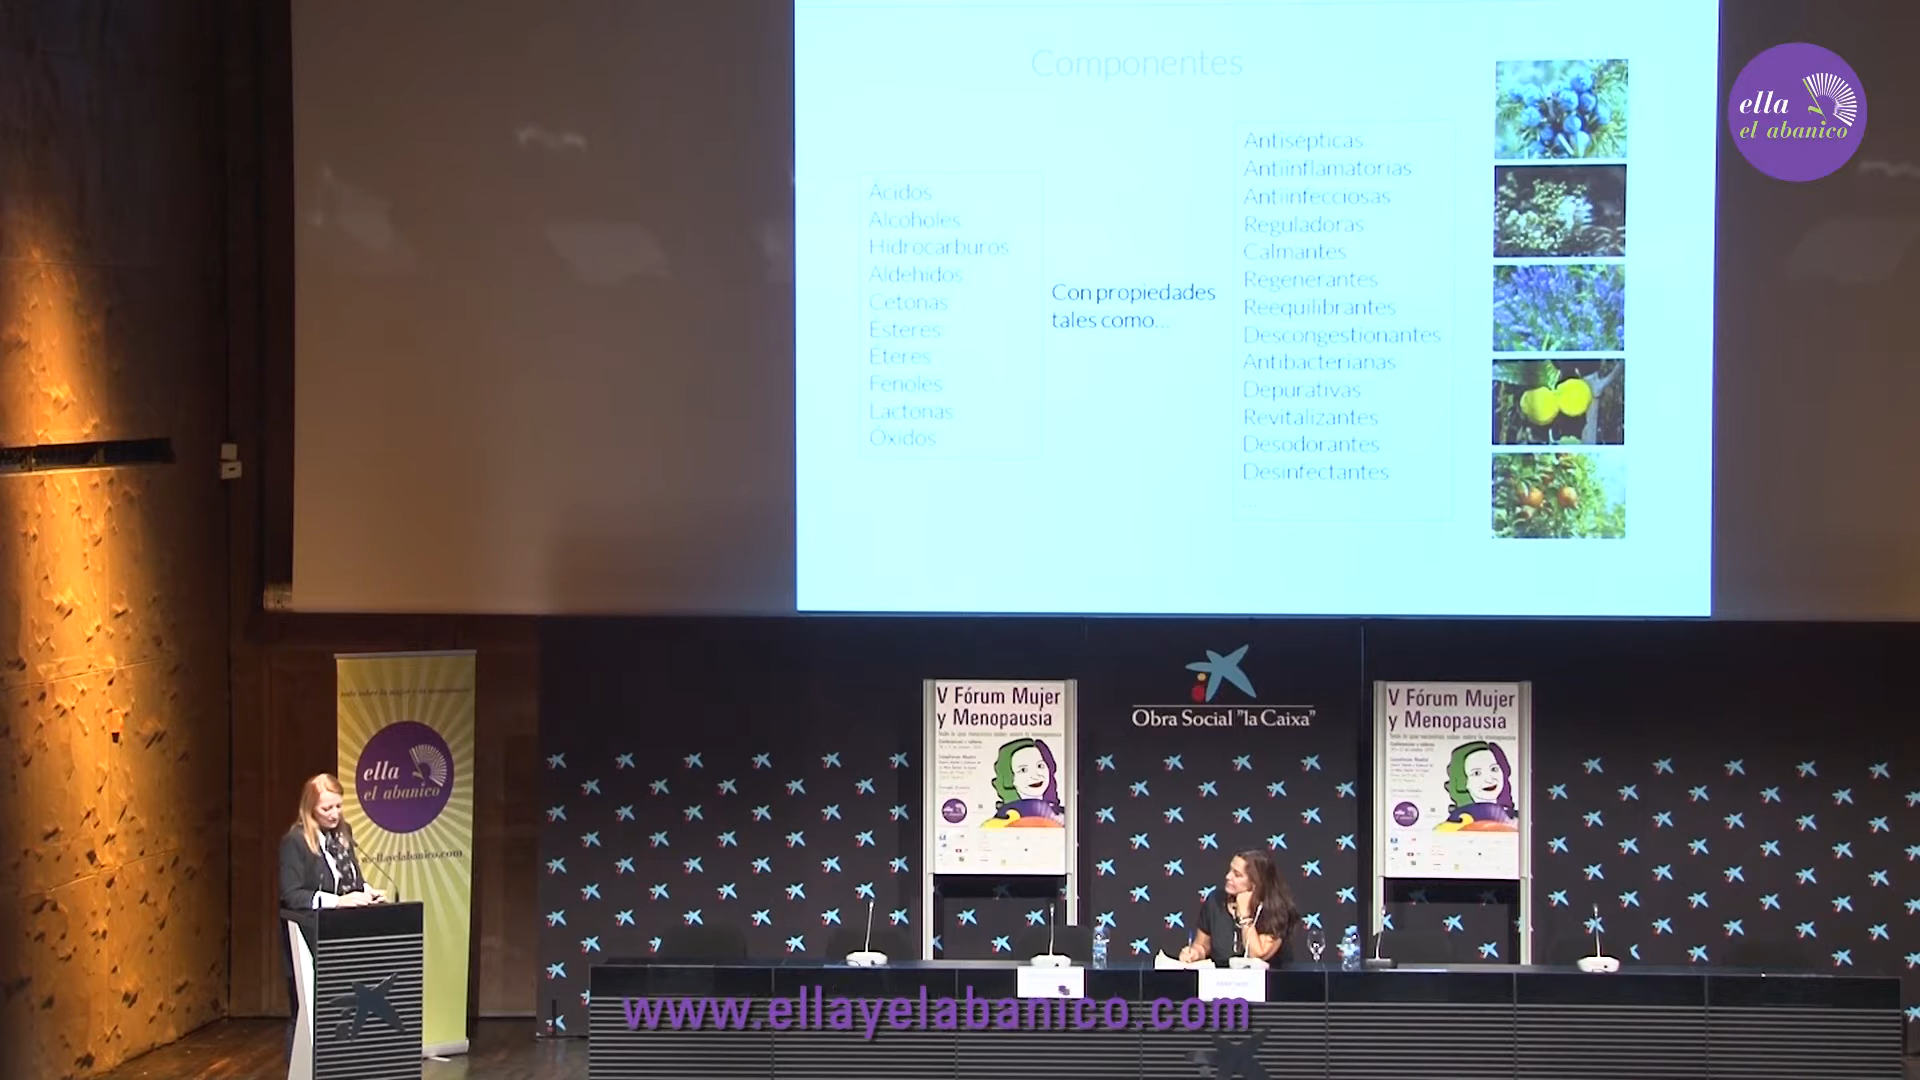 Componentes
Ácidos
Alcoholes
Hidrocarburos
Aldehidos
Cetonas
Ésteres
Éteres
Fenoles
Lactonas
Óxidos
Con propiedades
tales como...
Antisépticas
Antiinflamatorias
Antiinfecciosas
Reguladoras
Calmantes
Regenerantes
Reequilibrantes
Descongestionantes
Antibacterianas
Depurativas
Revitalizantes
Desodorantes
Desinfectantes
...
ella
el abanico
Obra Social "la Caixa"
V Fórum Mujer
y Menopausia
V Fórum Mujer
y Menopausia
ella
el abanico
www.ellayelabanico.com